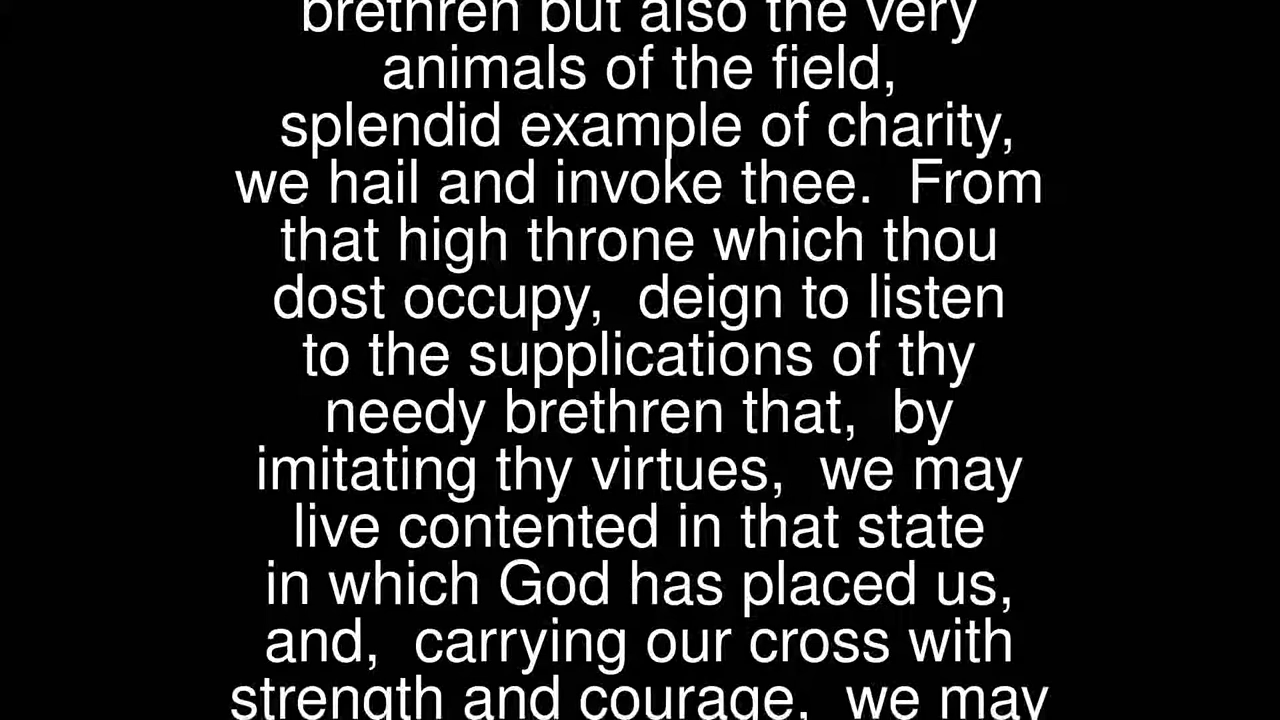 brethren but also the very
animals of the field,
splendid example of charity,
we hail and invoke thee.  From
that high throne which thou
dost occupy,  deign to listen
to the supplications of thy
needy brethren that,  by
imitating thy virtues,  we may
live contented in that state
in which God has placed us,
and,  carrying our cross with
strength and courage,  we may